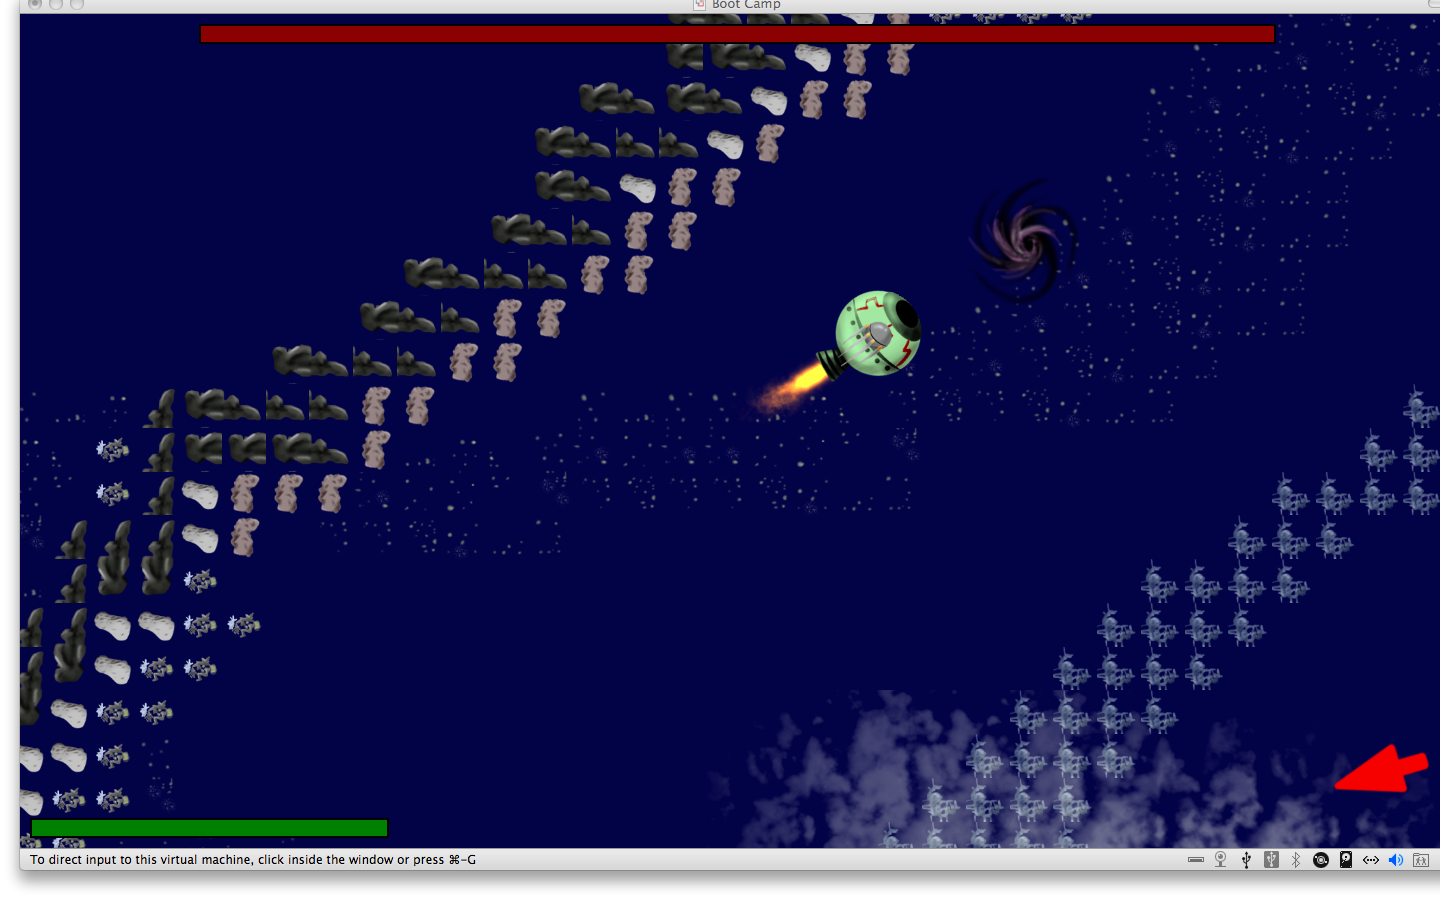 Boot Camp
To direct input to this virtual machine, click inside the window or press ⌘-G